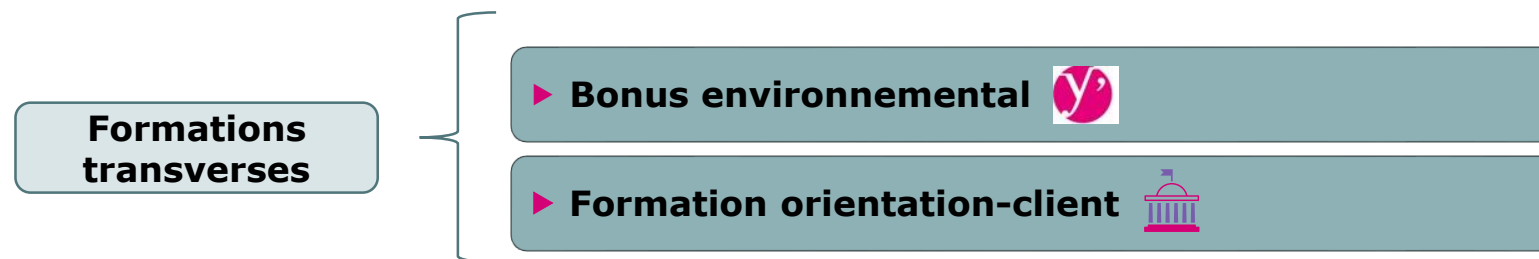 Formations
transverses
Bonus environnemental
y’
Formation orientation-client